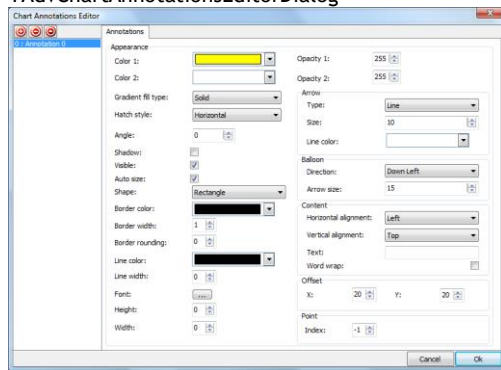 TAdvChartAnnotationsEditorDialog
Chart Annotations Editor
0 : Annotation 0
Annotations
Appearance
Color 1:
Color 2:
Gradient fill type: Solid
Hatch style: Horizontal
Angle: 0
Shadow:
Visible:
Auto size:
Shape: Rectangle
Border color:
Border width: 1
Border rounding: 0
Line color:
Line width: 0
Font: ...
Height: 0
Width: 0
Opacity 1: 255
Opacity 2: 255
Arrow
Type: Line
Size: 10
Line color:
Balloon
Direction: Down Left
Arrow size: 15
Content
Horizontal alignment: Left
Vertical alignment: Top
Text:
Word wrap:
Offset
X: 20 Y: 20
Point
Index: -1
Cancel Ok